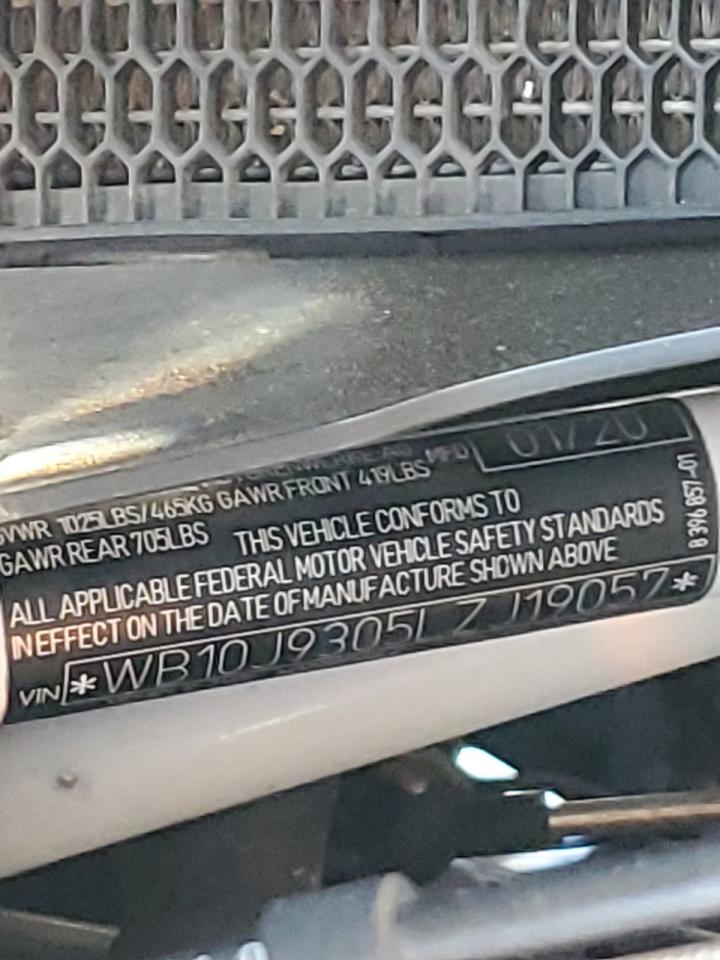 MFD 01/20
GVWR 1025LBS/465KG GAWR FRONT 419LBS
GAWR REAR 705LBS THIS VEHICLE CONFORMS TO
ALL APPLICABLE FEDERAL MOTOR VEHICLE SAFETY STANDARDS
IN EFFECT ON THE DATE OF MANUFACTURE SHOWN ABOVE
VIN *WB10J9305LZJ19057*
8 396 857-01